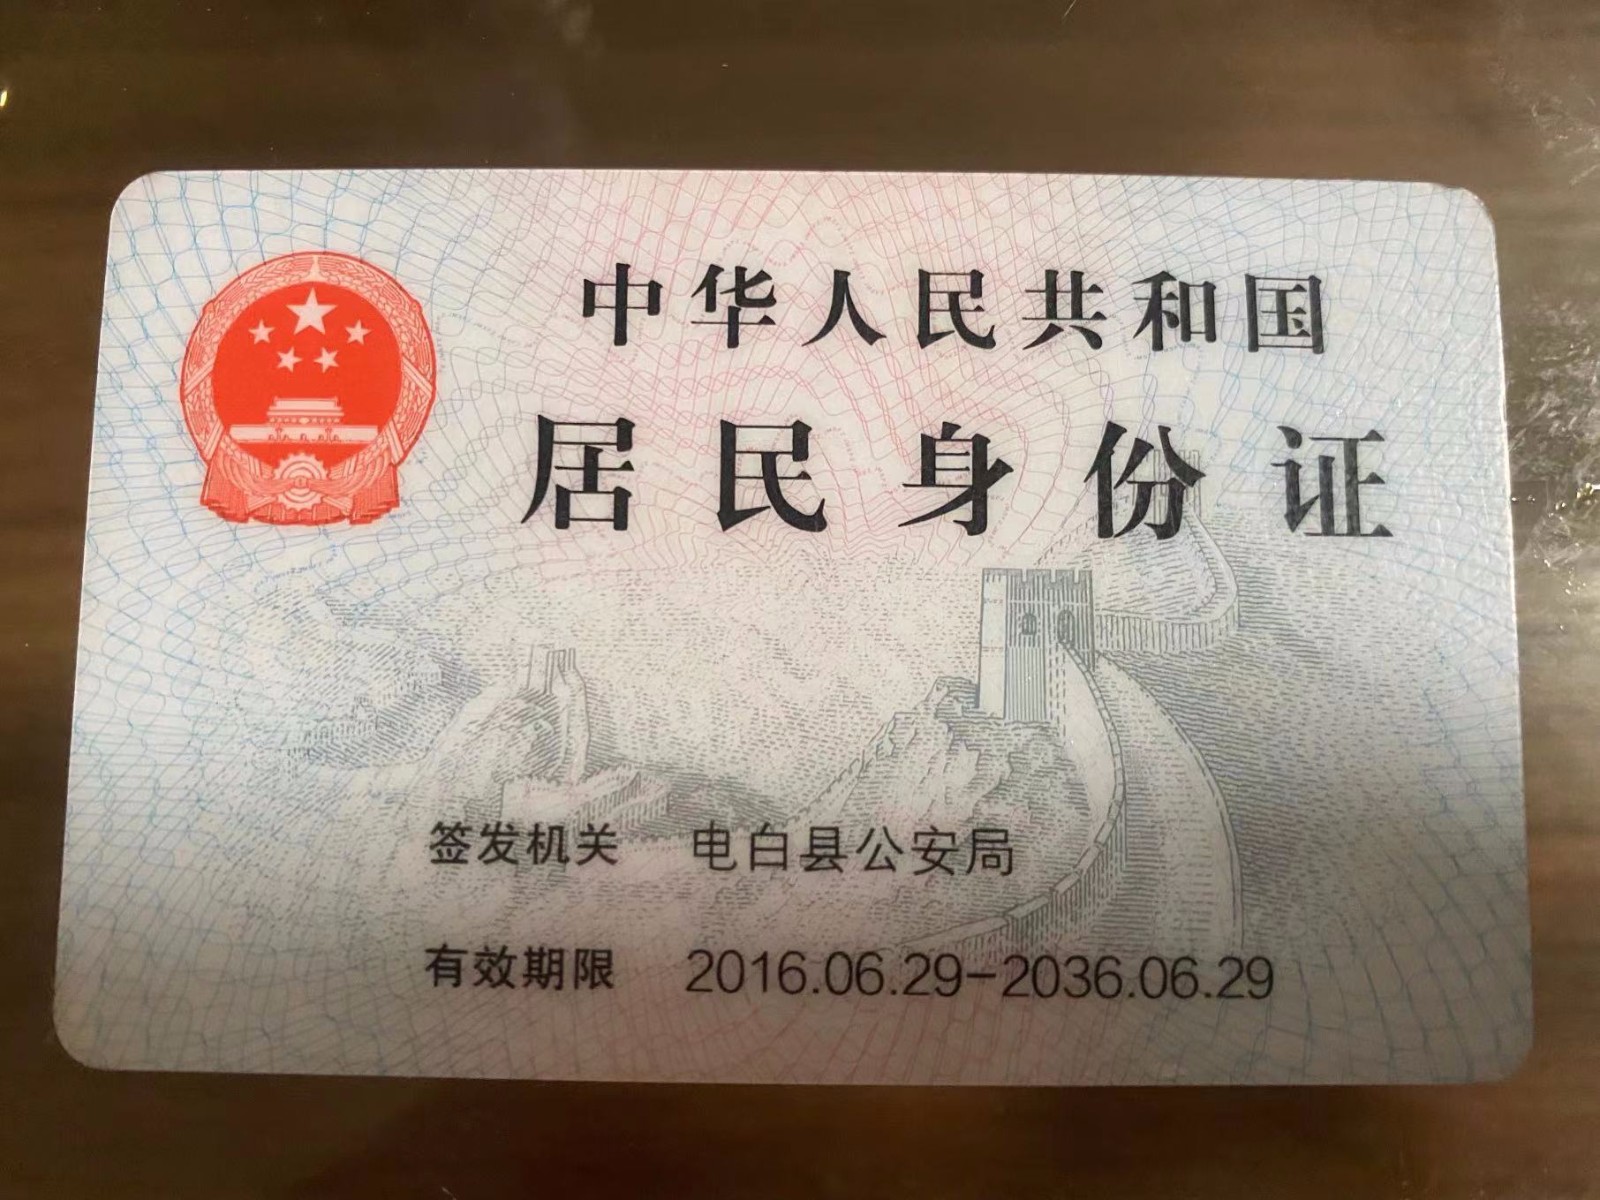 中华人民共和国
居民身份证
签发机关 电白县公安局
有效期限 2016.06.29-2036.06.29